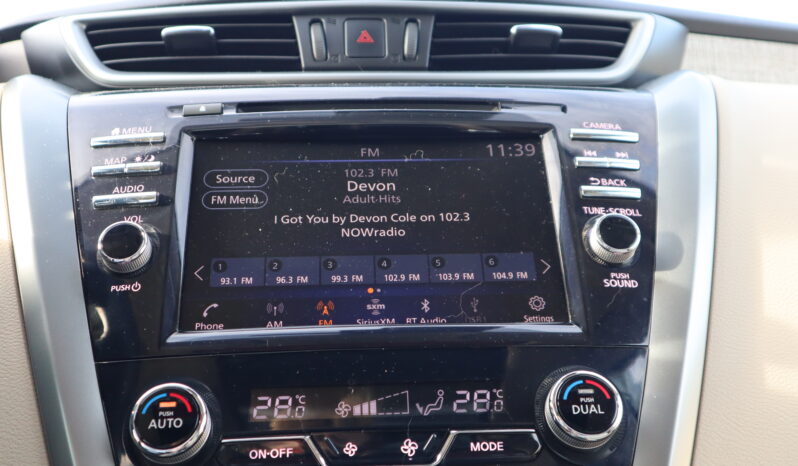 MENU
CAMERA
FM
11:39
MAP
Source
102.3 FM
Devon
Adult Hits
AUDIO
BACK
FM Menu
VOL
I Got You by Devon Cole on 102.3
NOWradio
TUNE·SCROLL
PUSH
PUSH
SOUND
1 2 3 4 5 6
93.1 FM 96.3 FM 99.3 FM 102.9 FM 103.9 FM 104.9 FM
sxm
Phone AM FM SiriusXM BT Audio USB1 Settings
28.0°C
28.0°C
PUSH
AUTO
PUSH
DUAL
ON·OFF
MODE